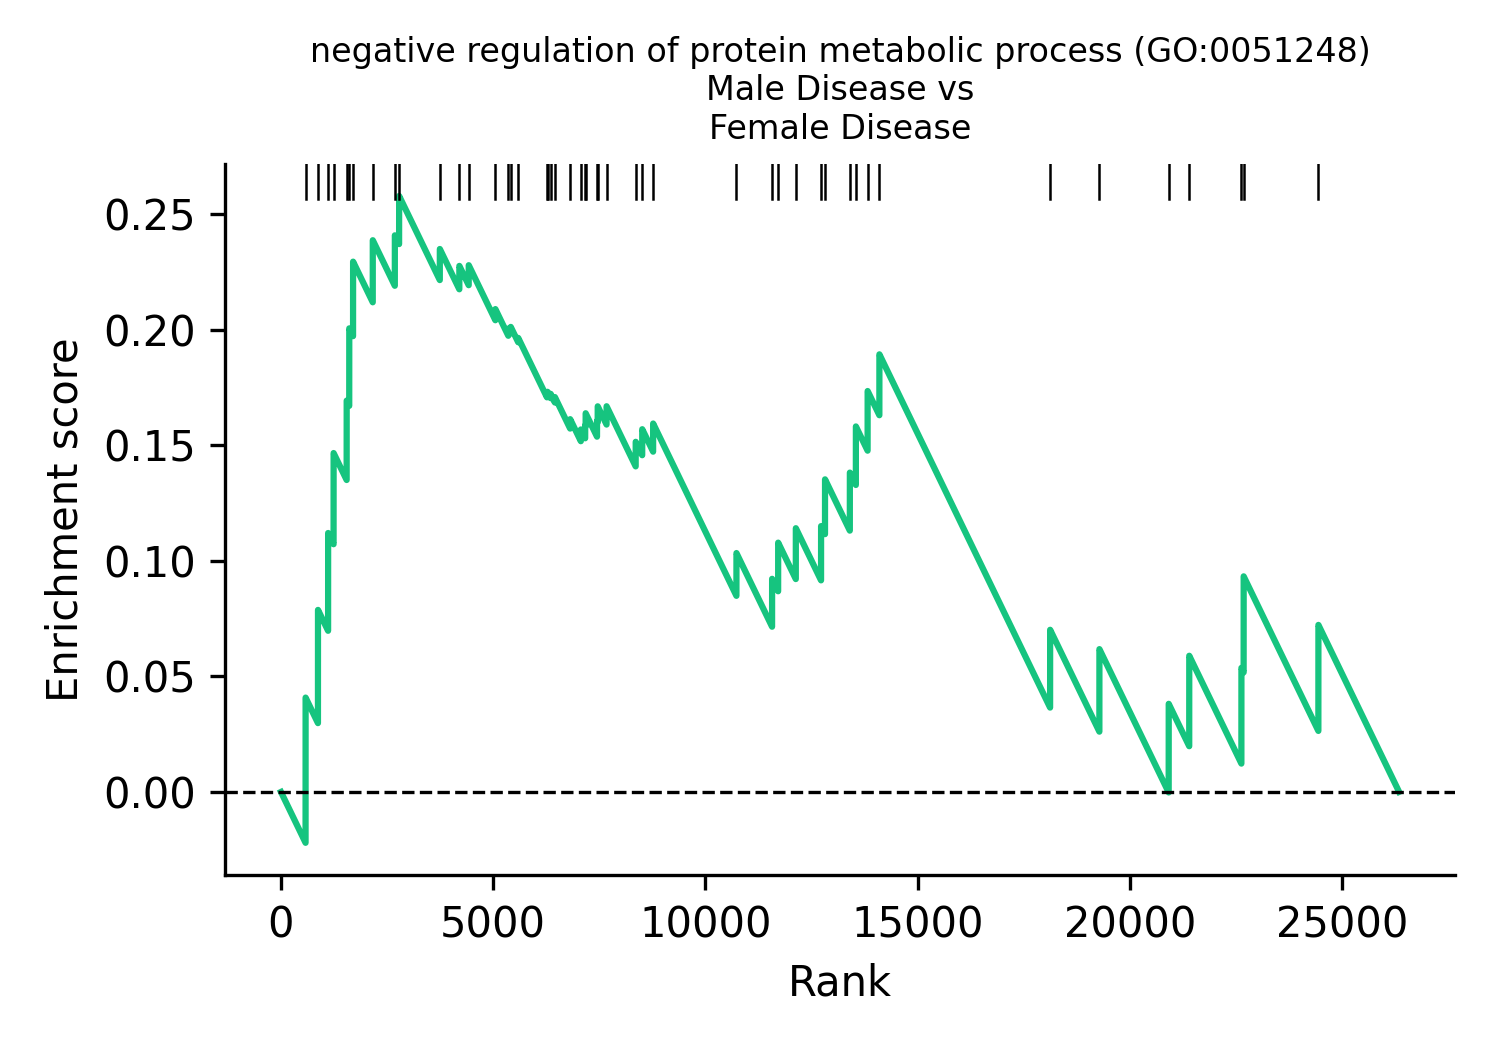 negative regulation of protein metabolic process (GO:0051248)
Male Disease vs
Female Disease
0.25
0.20
0.15
0.10
0.05
0.00
Enrichment score
0 5000 10000 15000 20000 25000
Rank